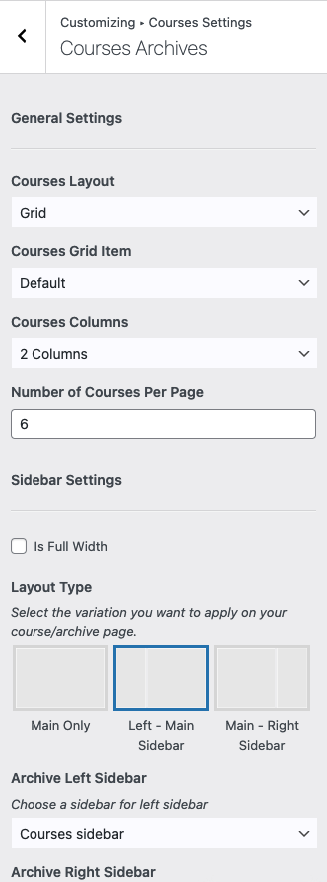 Customizing ▸ Courses Settings
Courses Archives
General Settings
Courses Layout
Grid
Courses Grid Item
Default
Courses Columns
2 Columns
Number of Courses Per Page
6
Sidebar Settings
Is Full Width
Layout Type
Select the variation you want to apply on your
course/archive page.
Main Only
Left - Main
Sidebar
Main - Right
Sidebar
Archive Left Sidebar
Choose a sidebar for left sidebar
Courses sidebar
Archive Right Sidebar